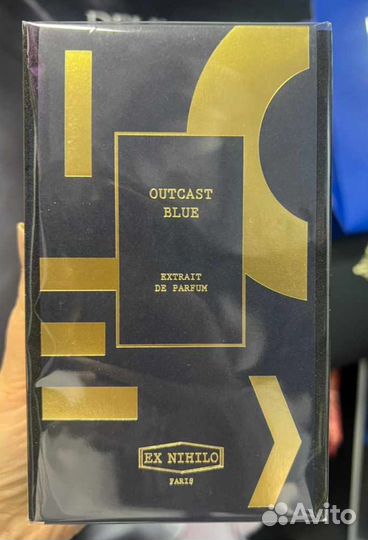 OUTCAST
BLUE
EXTRAIT
DE PARFUM
EX NIHILO
PARIS
Avito